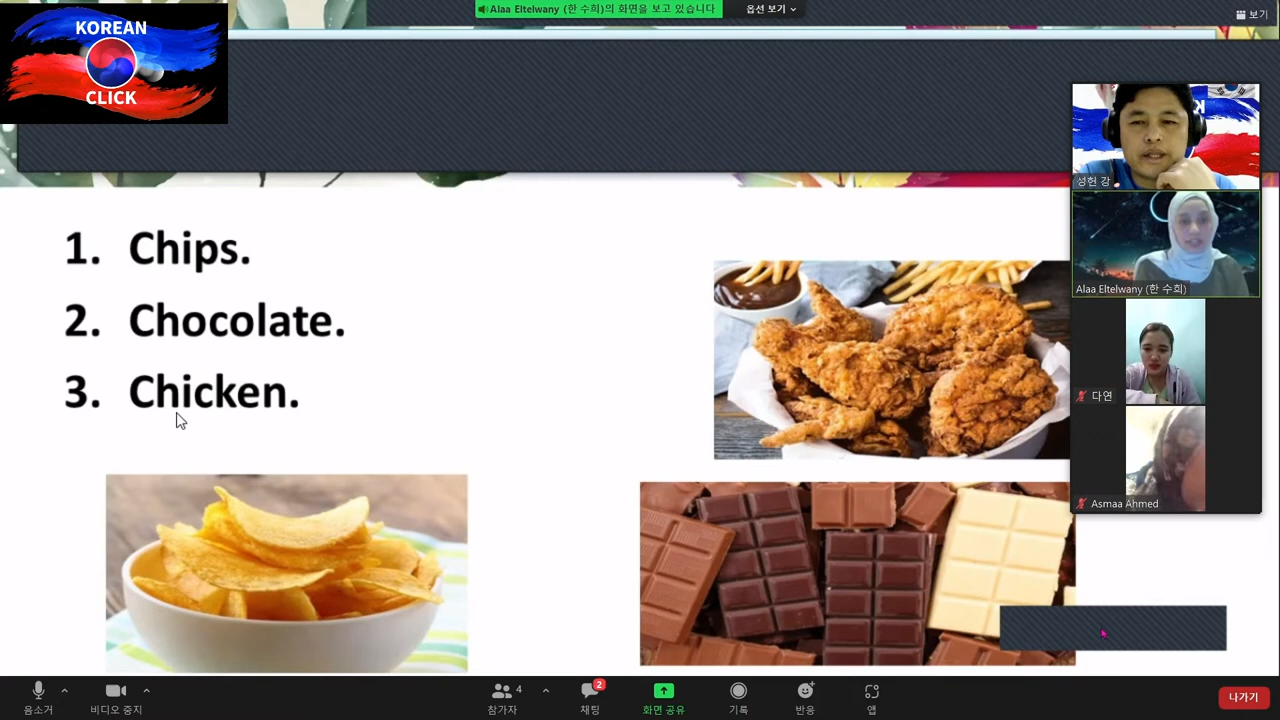 Alaa Eltelwany (한 수희)의 화면을 보고 있습니다
옵션 보기
보기
KOREAN
CLICK
성헌 강
Alaa Eltelwany (한 수희)
다연
Asmaa Ahmed
1. Chips.
2. Chocolate.
3. Chicken.
음소거
비디오 중지
4
참가자
2
채팅
화면 공유
기록
반응
앱
나가기